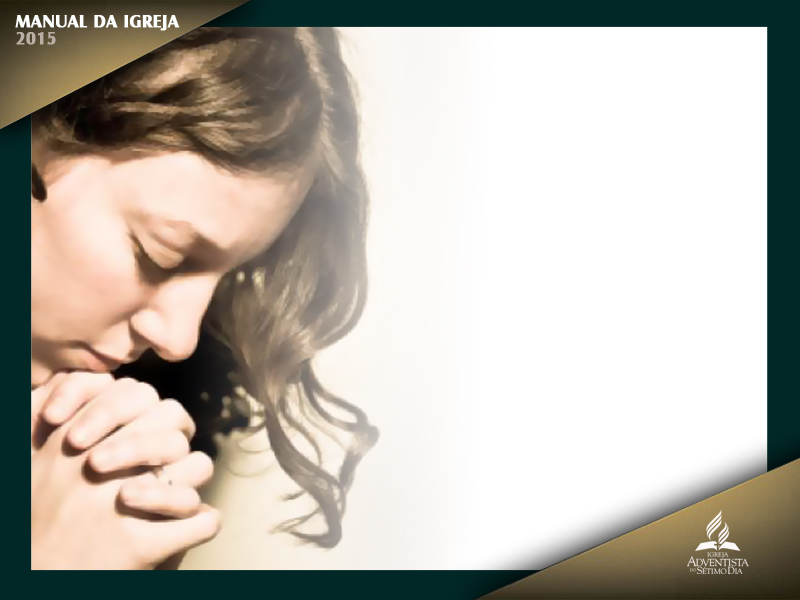 MANUAL DA IGREJA
2015
IGREJA
ADVENTISTA
DO SÉTIMO DIA